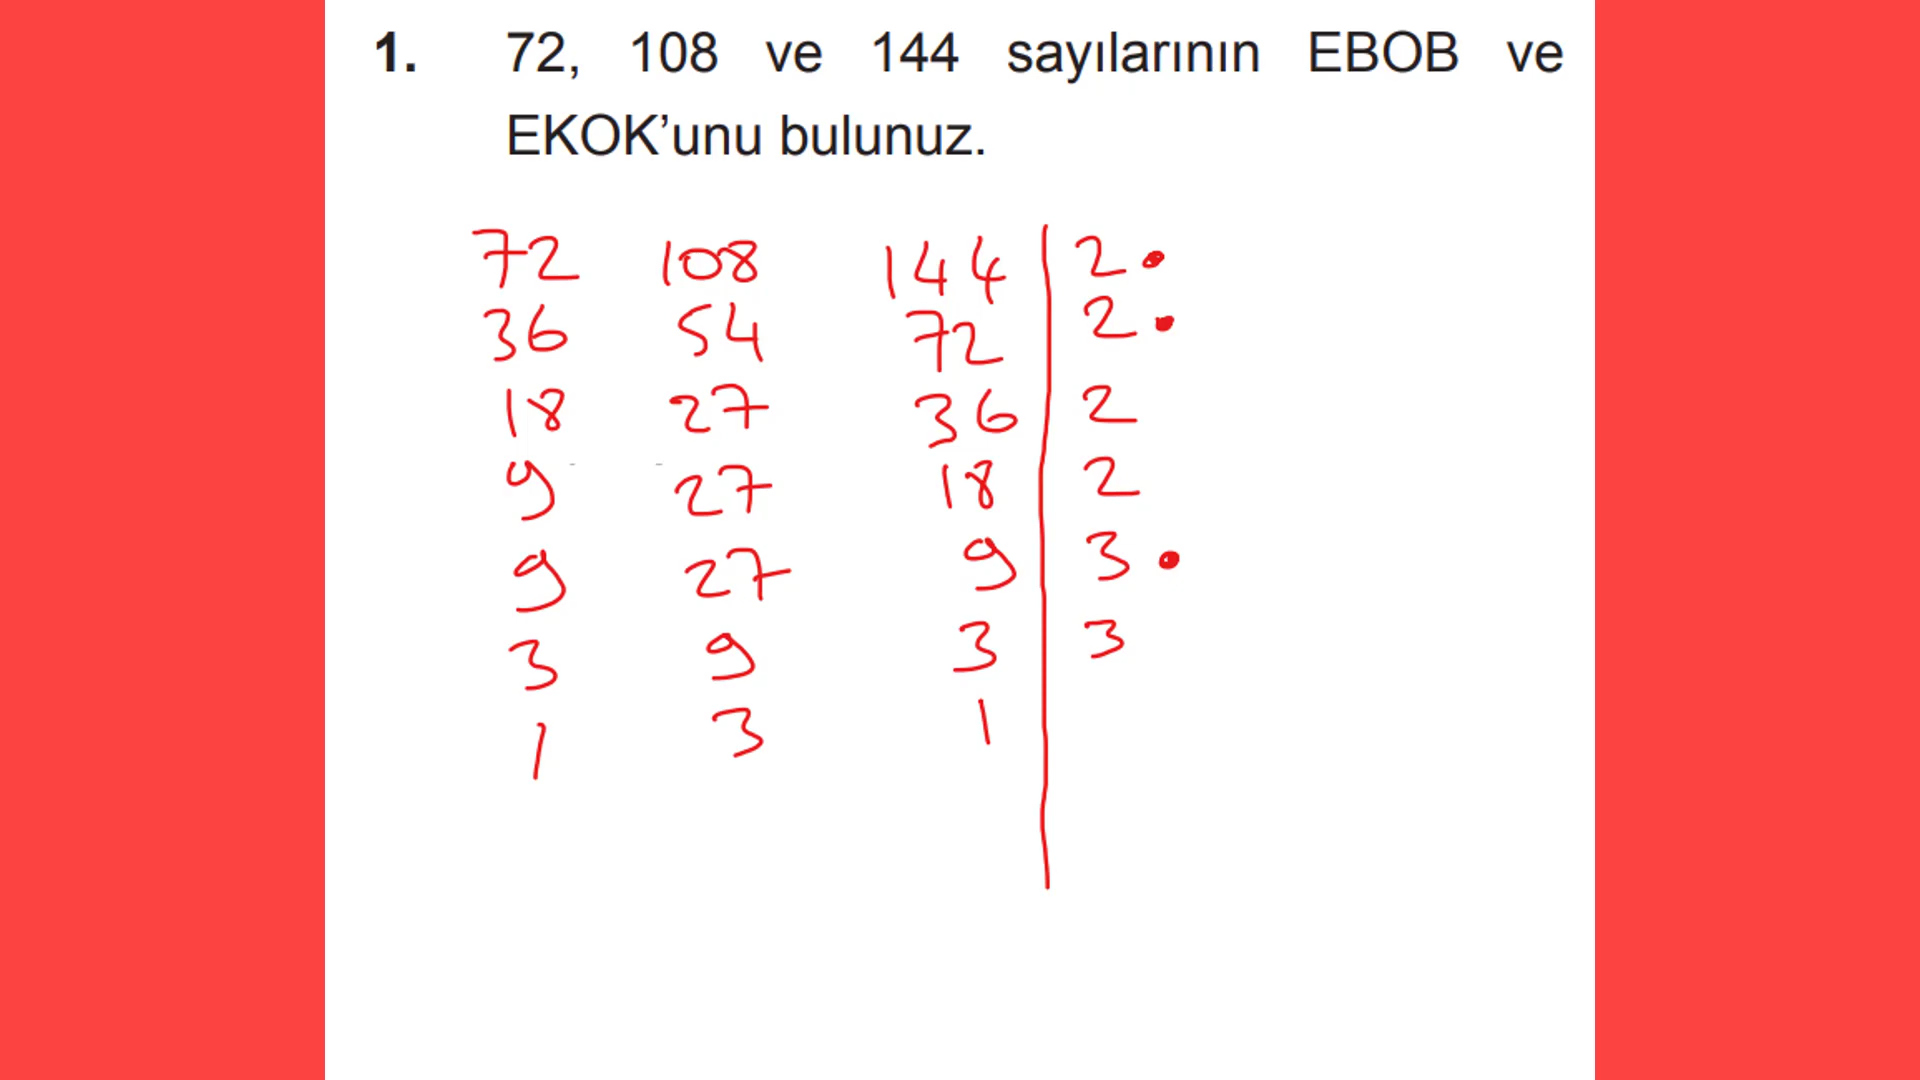 1. 72, 108 ve 144 sayılarının EBOB ve
EKOK’unu bulunuz.
72 108 144 2
36 54 72 2
18 27 36 2
9 27 18 2
9 27 9 3
3 9 3 3
1 3 1